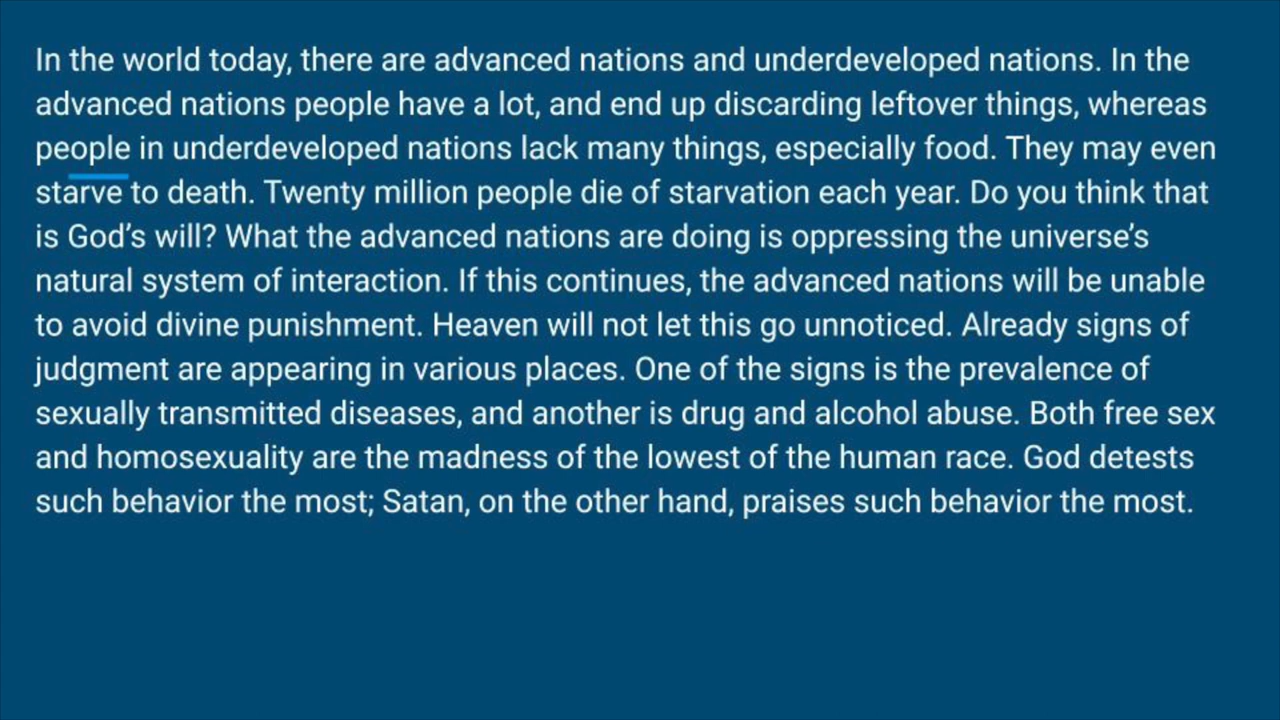 In the world today, there are advanced nations and underdeveloped nations. In the
advanced nations people have a lot, and end up discarding leftover things, whereas
people in underdeveloped nations lack many things, especially food. They may even
starve to death. Twenty million people die of starvation each year. Do you think that
is God’s will? What the advanced nations are doing is oppressing the universe’s
natural system of interaction. If this continues, the advanced nations will be unable
to avoid divine punishment. Heaven will not let this go unnoticed. Already signs of
judgment are appearing in various places. One of the signs is the prevalence of
sexually transmitted diseases, and another is drug and alcohol abuse. Both free sex
and homosexuality are the madness of the lowest of the human race. God detests
such behavior the most; Satan, on the other hand, praises such behavior the most.